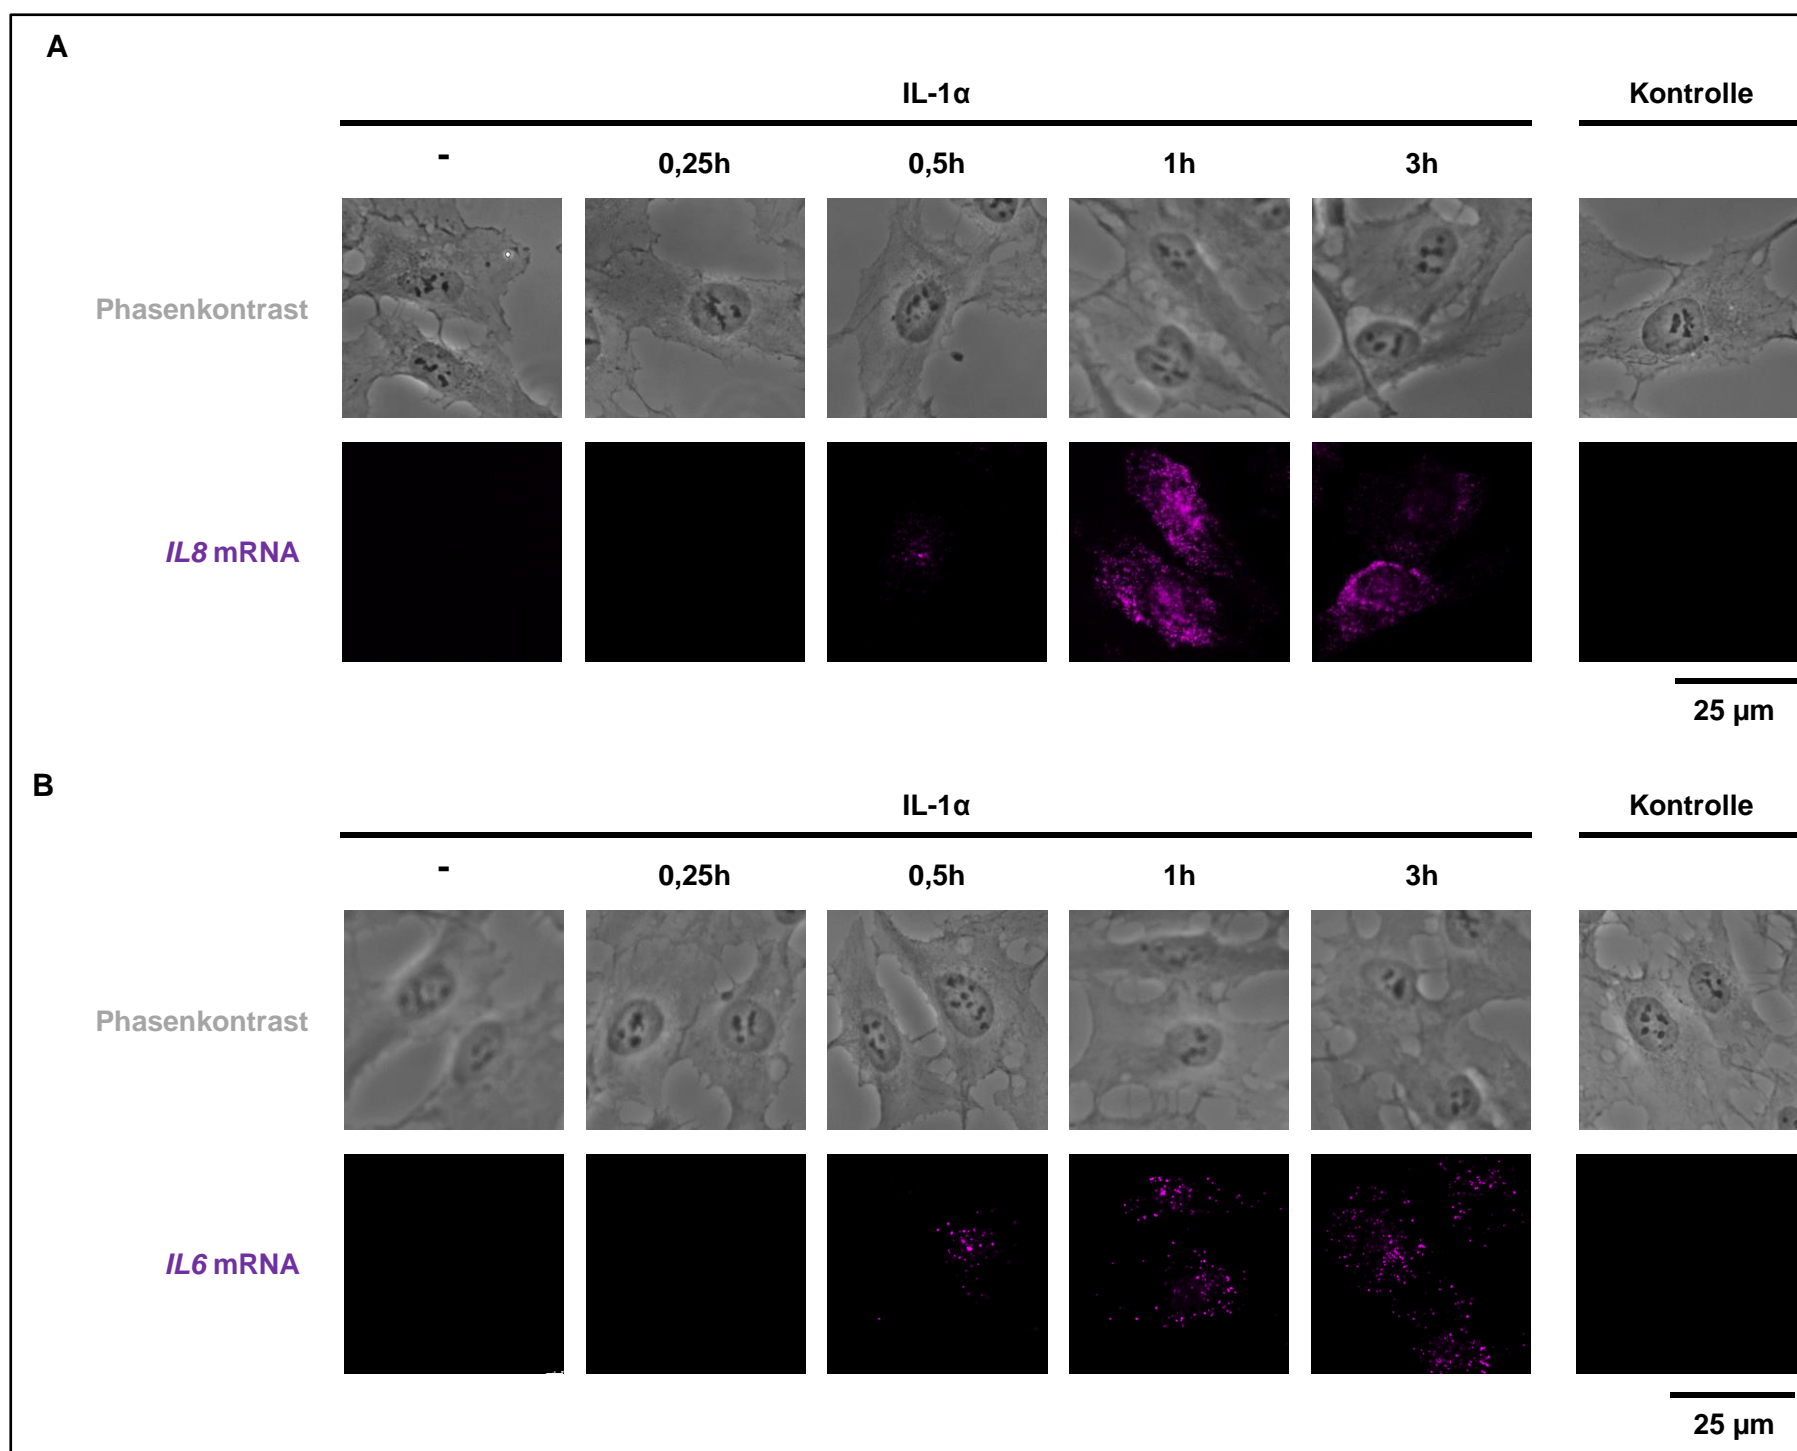 A
IL-1α Kontrolle
- 0,25h 0,5h 1h 3h
Phasenkontrast
IL8 mRNA
25 µm
B
IL-1α Kontrolle
- 0,25h 0,5h 1h 3h
Phasenkontrast
IL6 mRNA
25 µm